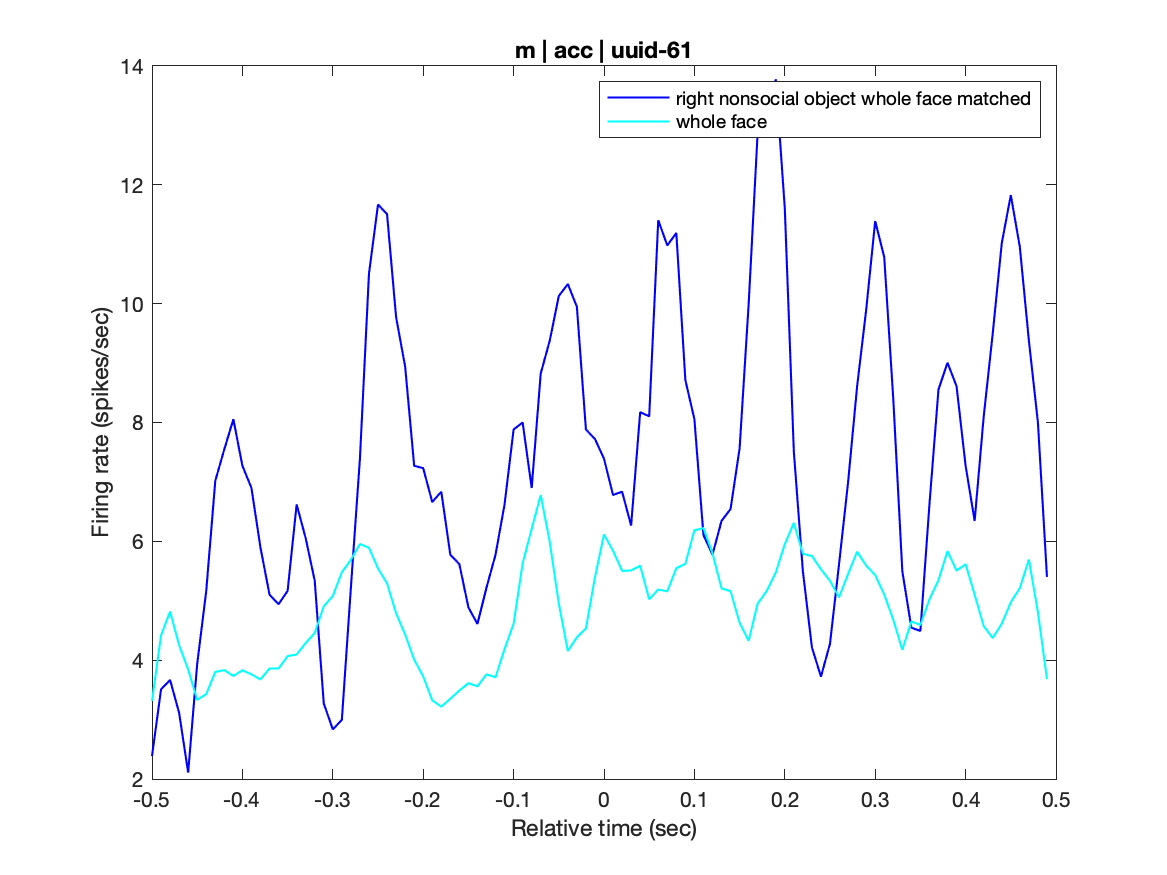 m | acc | uuid-61
14
right nonsocial object whole face matched
whole face
12
10
8
6
4
2
Firing rate (spikes/sec)
-0.5 -0.4 -0.3 -0.2 -0.1 0 0.1 0.2 0.3 0.4 0.5
Relative time (sec)